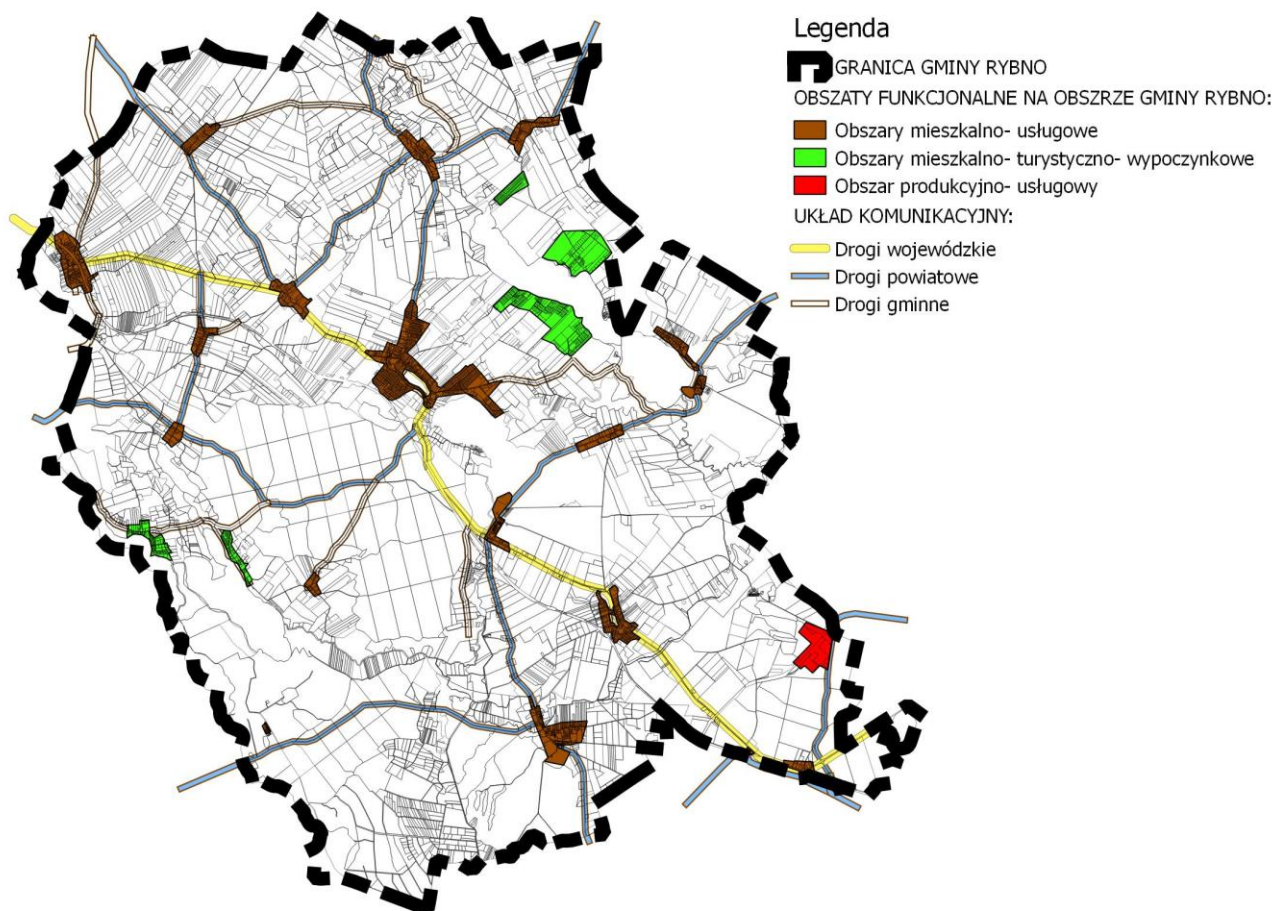 Legenda
GRANICA GMINY RYBNO
OBSZATY FUNKCJONALNE NA OBSZRZE GMINY RYBNO:
Obszary mieszkalno- usługowe
Obszary mieszkalno- turystyczno- wypoczynkowe
Obszar produkcyjno- usługowy
UKŁAD KOMUNIKACYJNY:
Drogi wojewódzkie
Drogi powiatowe
Drogi gminne